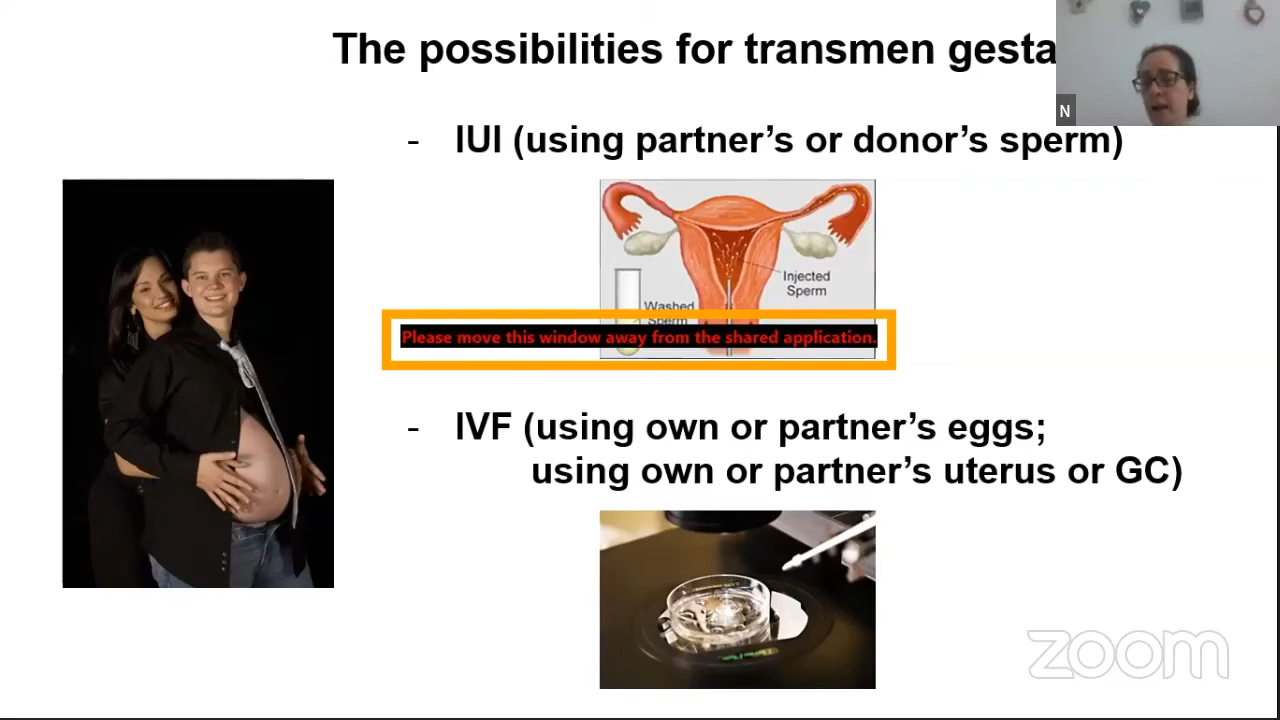 The possibilities for transmen gesta
N
- IUI (using partner's or donor's sperm)
Injected
Sperm
Washed
Sperm
Please move this window away from the shared application.
- IVF (using own or partner's eggs;
using own or partner's uterus or GC)
zoom